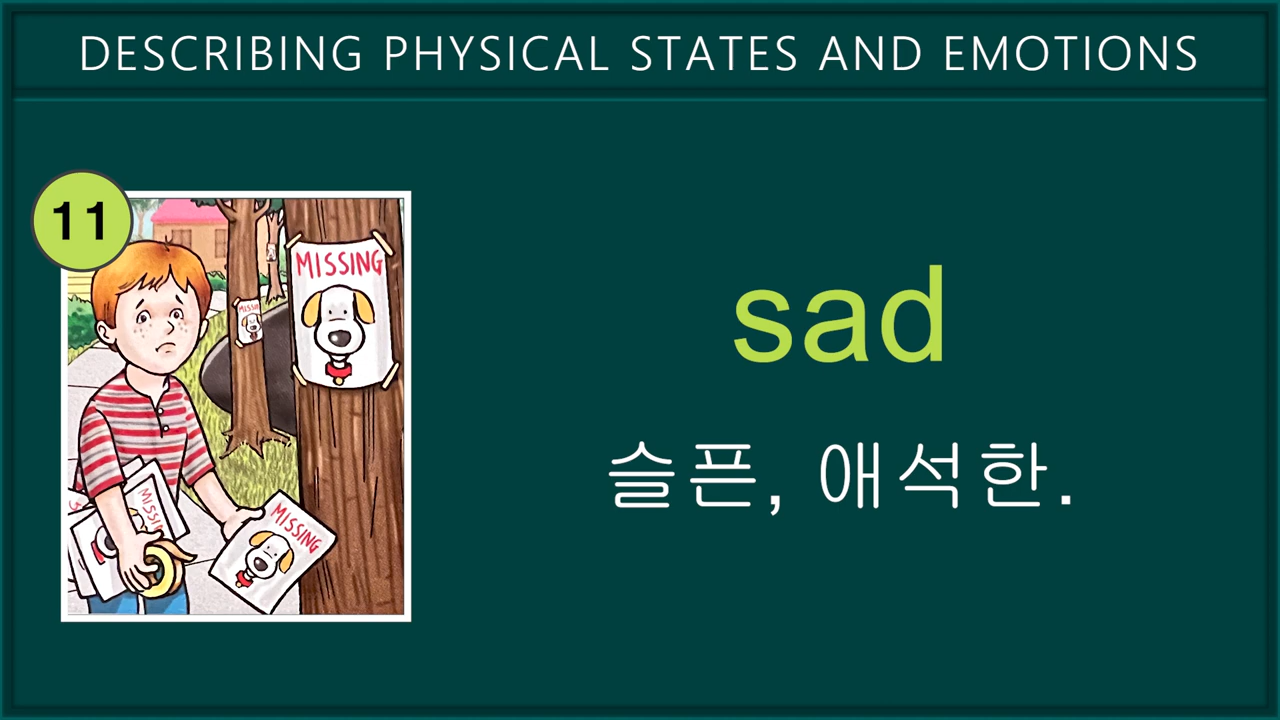 DESCRIBING PHYSICAL STATES AND EMOTIONS
11
MISSING
MISSING
sad
슬픈, 애석한.
MISSING